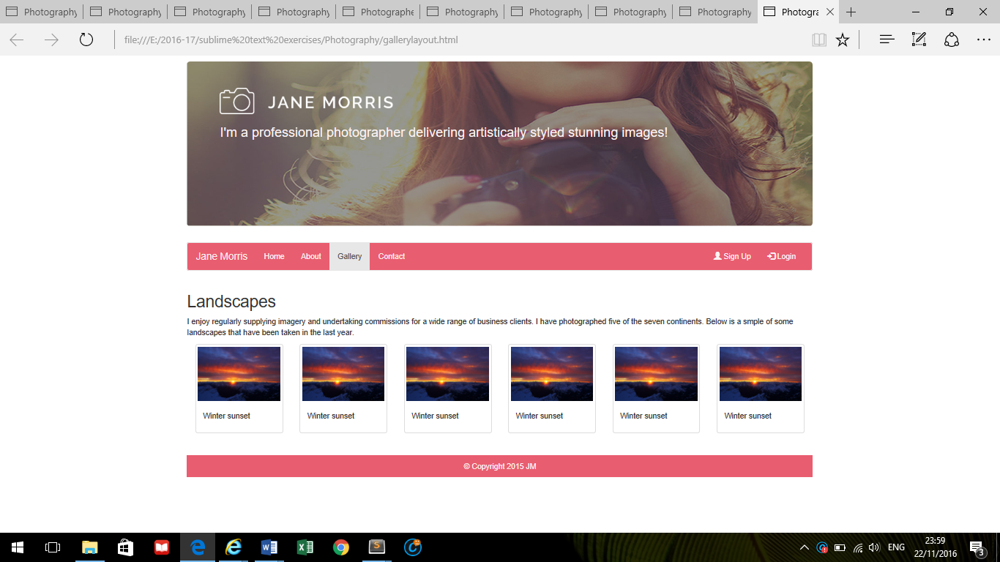 Photography
Photography
Photography
Photography
Photographe
Photography
Photography
Photography
Photography
Photogra
file:///E:/2016-17/sublime%20text%20exercises/Photography/gallerylayout.html
JANE MORRIS
I'm a professional photographer delivering artistically styled stunning images!
Jane Morris Home About Gallery Contact Sign Up Login
Landscapes
I enjoy regularly supplying imagery and undertaking commissions for a wide range of business clients. I have photographed five of the seven continents. Below is a smple of some
landscapes that have been taken in the last year.
Winter sunset Winter sunset Winter sunset Winter sunset Winter sunset Winter sunset
© Copyright 2015 JM
ENG
23:59
22/11/2016
3